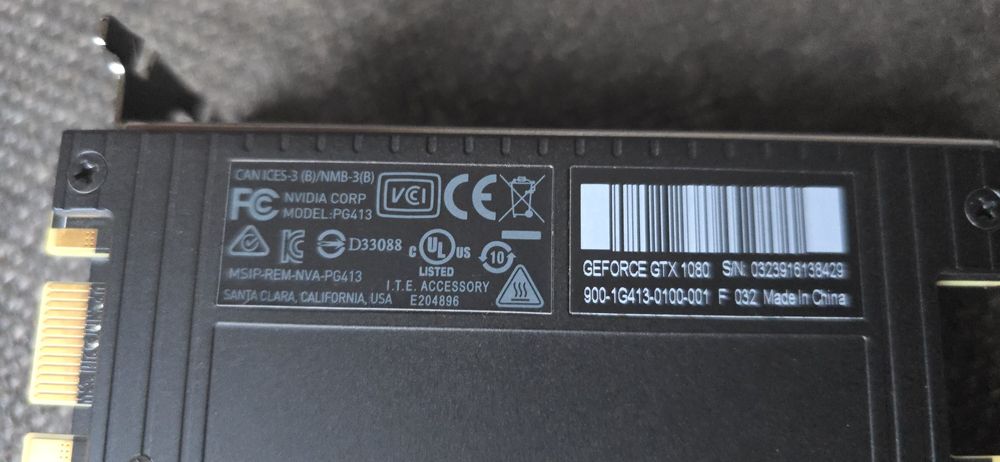 CAN ICES-3 (B)/NMB-3(B)
FC
NVIDIA CORP
MODEL:PG413
VCI
CE
D33088
c UL US
LISTED
10
MSIP-REM-NVA-PG413
I.T.E. ACCESSORY
SANTA CLARA, CALIFORNIA, USA
E204896
GEFORCE GTX 1080 S/N: 0323916138429
900-1G413-0100-001 F 032 Made In China